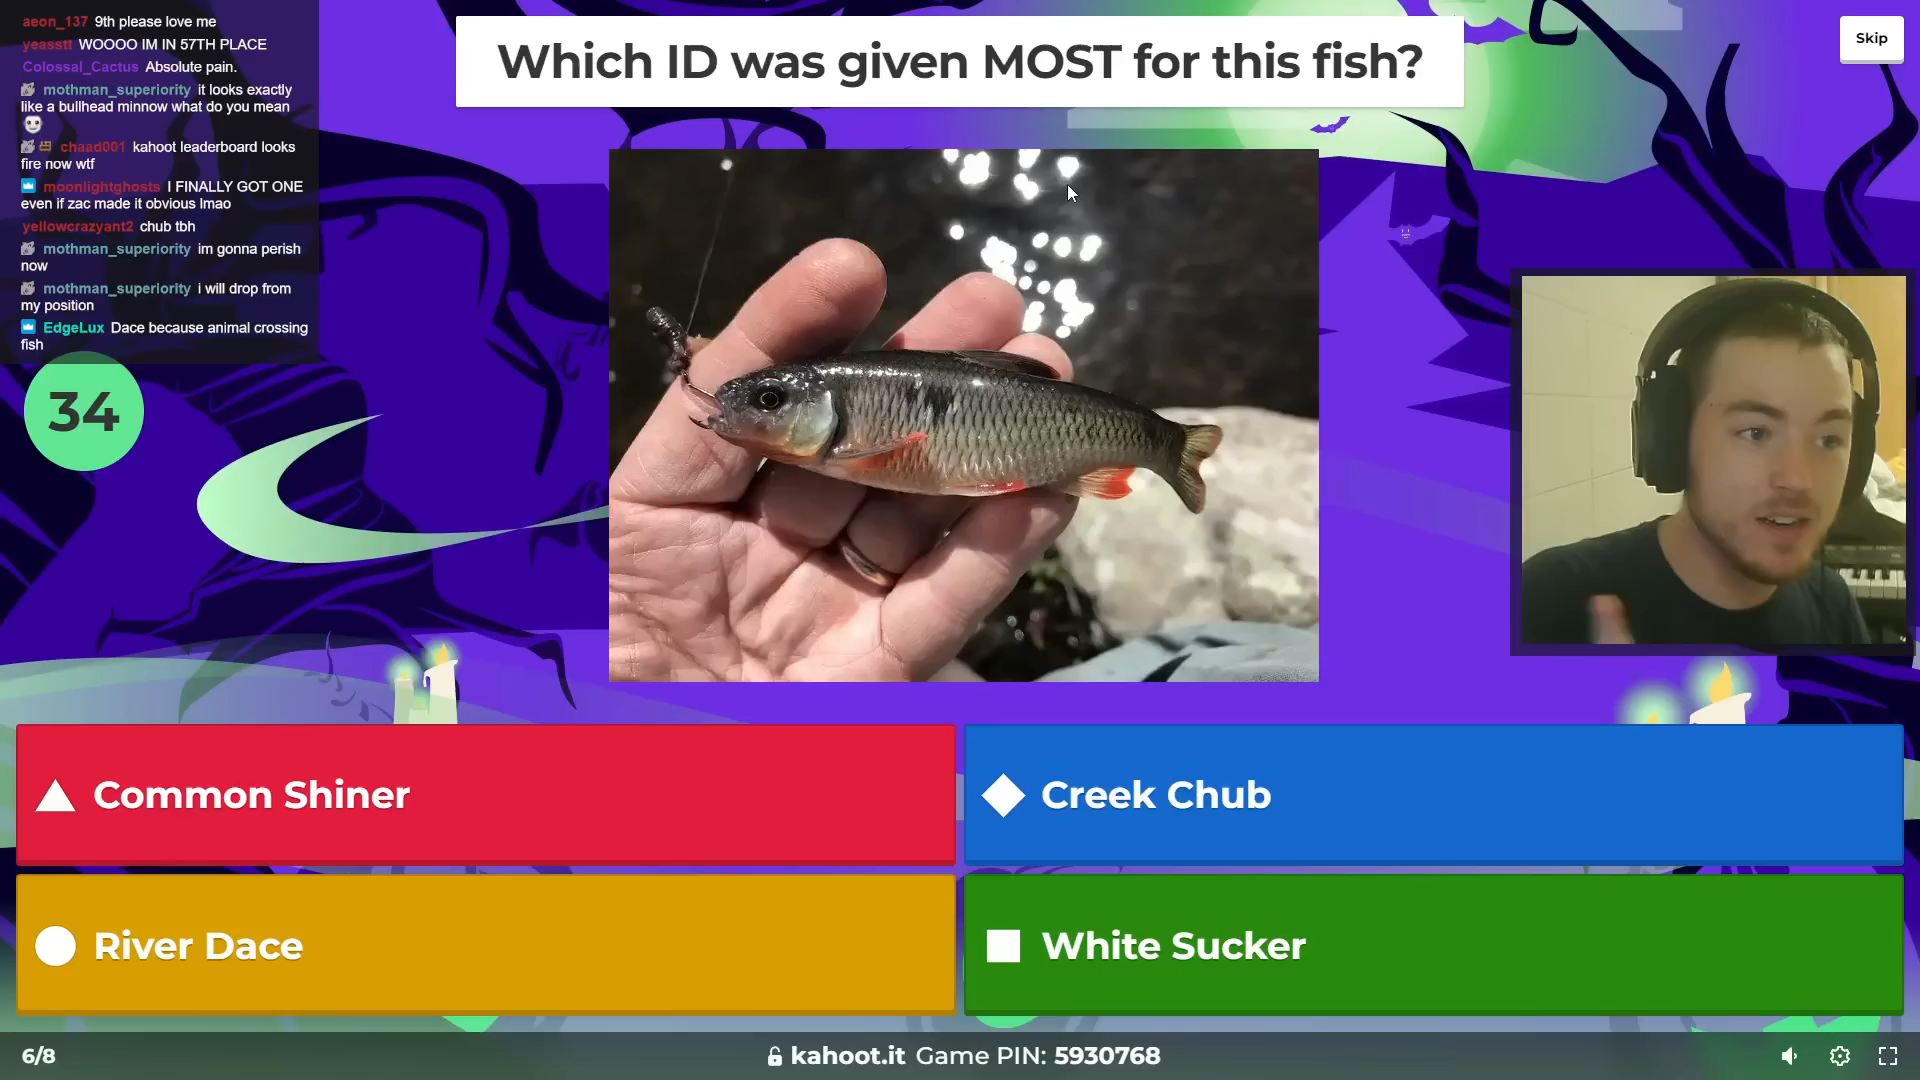 aeon_137 9th please love me
yeasstt WOOOO IM IN 57TH PLACE
Colossal_Cactus Absolute pain.
mothman_superiority it looks exactly
like a bullhead minnow what do you mean
chaad001 kahoot leaderboard looks
fire now wtf
moonlightghosts I FINALLY GOT ONE
even if zac made it obvious lmao
yellowcrazyant2 chub tbh
mothman_superiority im gonna perish
now
mothman_superiority i will drop from
my position
EdgeLux Dace because animal crossing
fish
Which ID was given MOST for this fish?
Skip
34
Common Shiner
Creek Chub
River Dace
White Sucker
6/8
kahoot.it Game PIN: 5930768